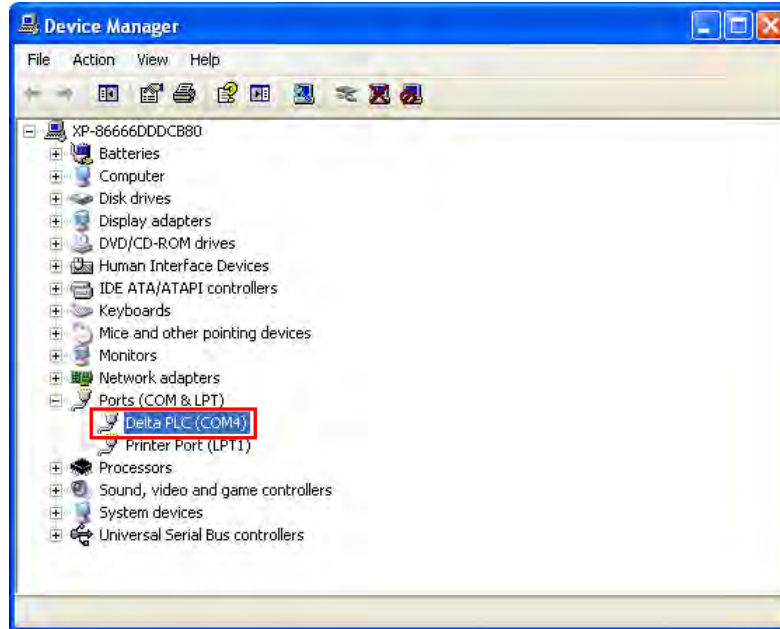 Device Manager
File Action View Help
XP-86666DDDCB80
Batteries
Computer
Disk drives
Display adapters
DVD/CD-ROM drives
Human Interface Devices
IDE ATA/ATAPI controllers
Keyboards
Mice and other pointing devices
Monitors
Network adapters
Ports (COM & LPT)
Delta PLC (COM4)
Printer Port (LPT1)
Processors
Sound, video and game controllers
System devices
Universal Serial Bus controllers